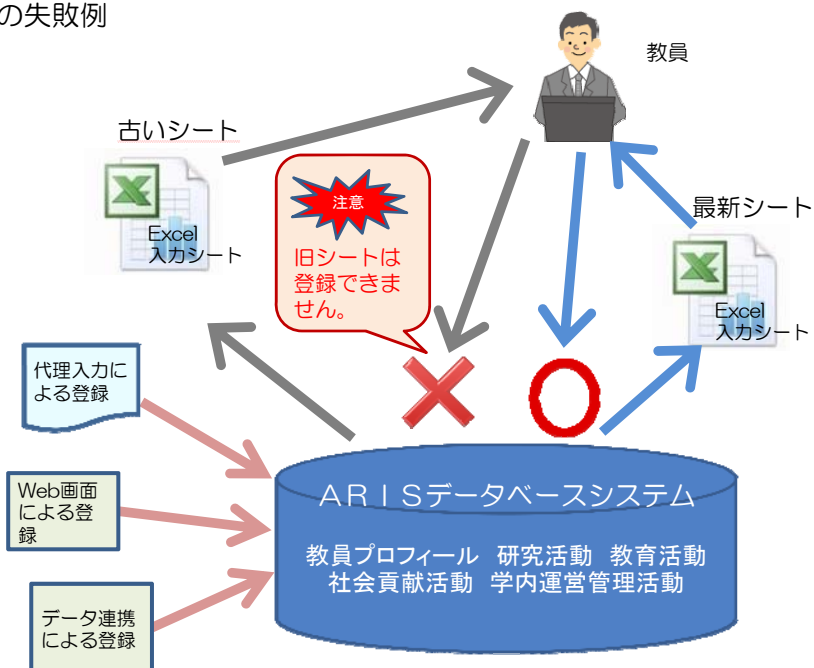 の失敗例
教員
古いシート
注意
旧シートは
登録できま
せん。
Excel
入力シート
最新シート
Excel
入力シート
代理入力に
よる登録
Web画面
による登
録
データ連携
による登録
ＡＲＩＳデータベースシステム
教員プロフィール 研究活動 教育活動
社会貢献活動 学内運営管理活動